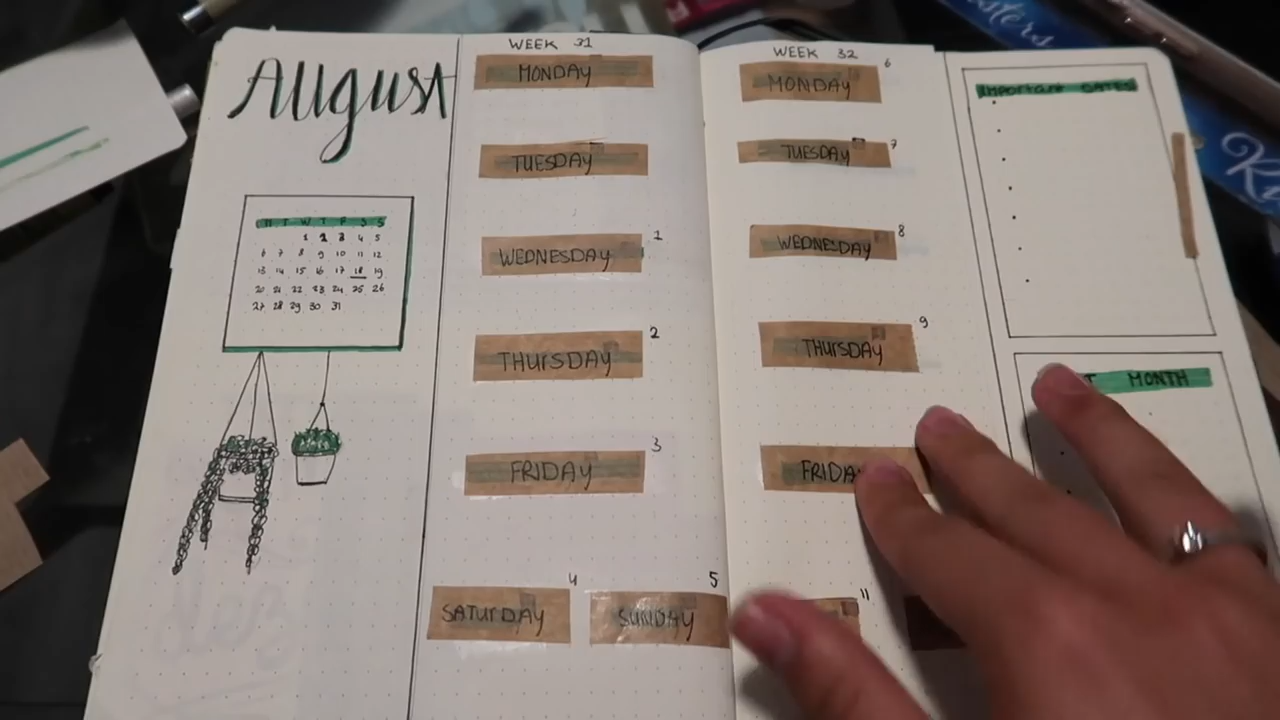 August
M T W T F S S
1 2 3 4 5
6 7 8 9 10 11 12
13 14 15 16 17 18 19
20 21 22 23 24 25 26
27 28 29 30 31
WEEK 31
MONDAY
TUESDAY
WEDNESDAY 1
THURSDAY 2
FRIDAY 3
SATURDAY 4
SUNDAY 5
WEEK 32
MONDAY 6
TUESDAY 7
WEDNESDAY 8
THURSDAY 9
FRIDAY
11
Important DATES
MONTH